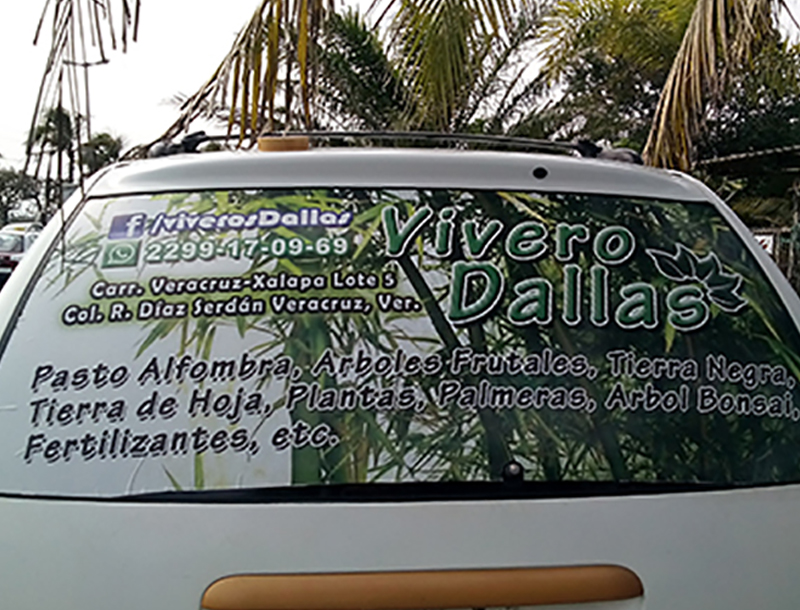 f/viverosDallas
2299-17-09-69
Carr. Veracruz-Xalapa Lote 5
Col. R. Díaz Serdán Veracruz, Ver.
Vivero
Dallas
Pasto Alfombra, Arboles Frutales, Tierra Negra,
Tierra de Hoja, Plantas, Palmeras, Arbol Bonsai,
Fertilizantes, etc.